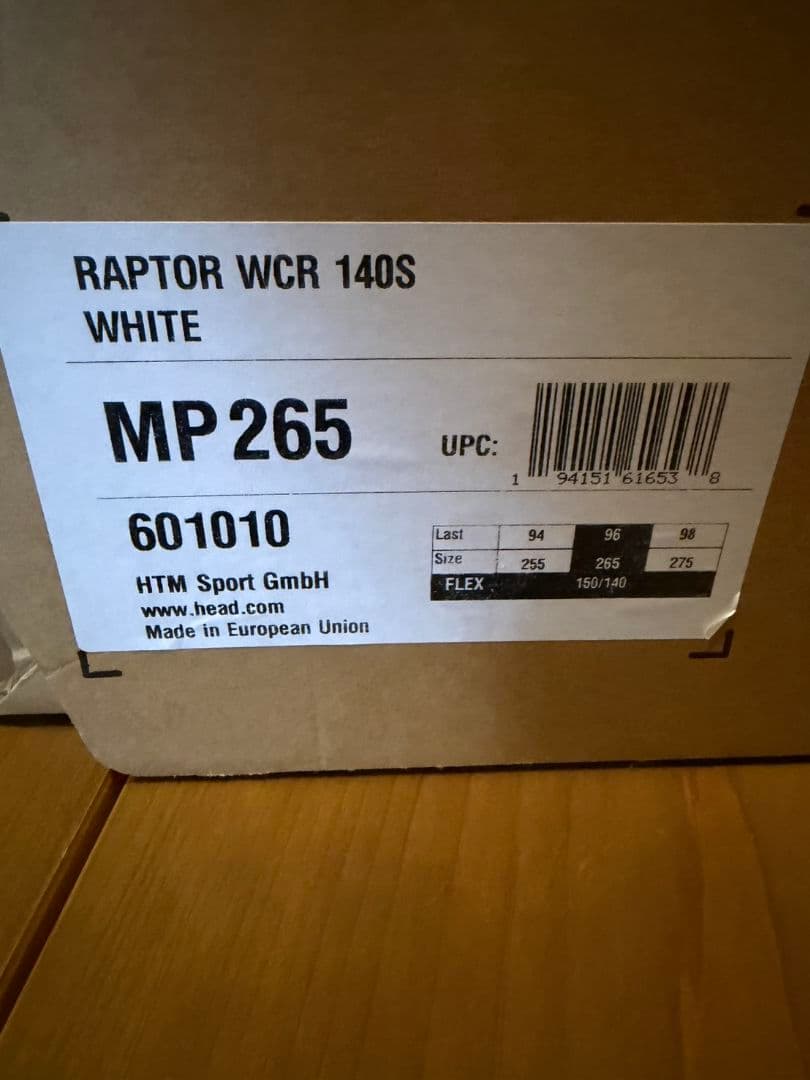 RAPTOR WCR 140S
WHITE
MP 265
UPC:
1 94151 61653 8
601010
HTM Sport GmbH
www.head.com
Made in European Union
Last 94 96 98
Size 255 265 275
FLEX 150/140